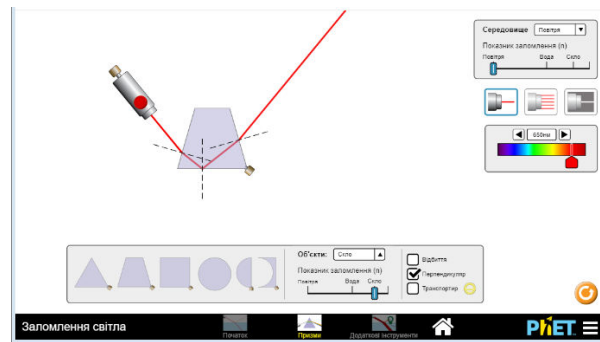 Середовище Повітря
Показник заломлення (n)
Повітря Вода Скло
650нм
Об'єкти: Скло
Показник заломлення (n)
Повітря Вода Скло
Відбиття
Перпендикуляр
Транспортир
Заломлення світла
Початок
Призми
Додаткові інструменти
PhET